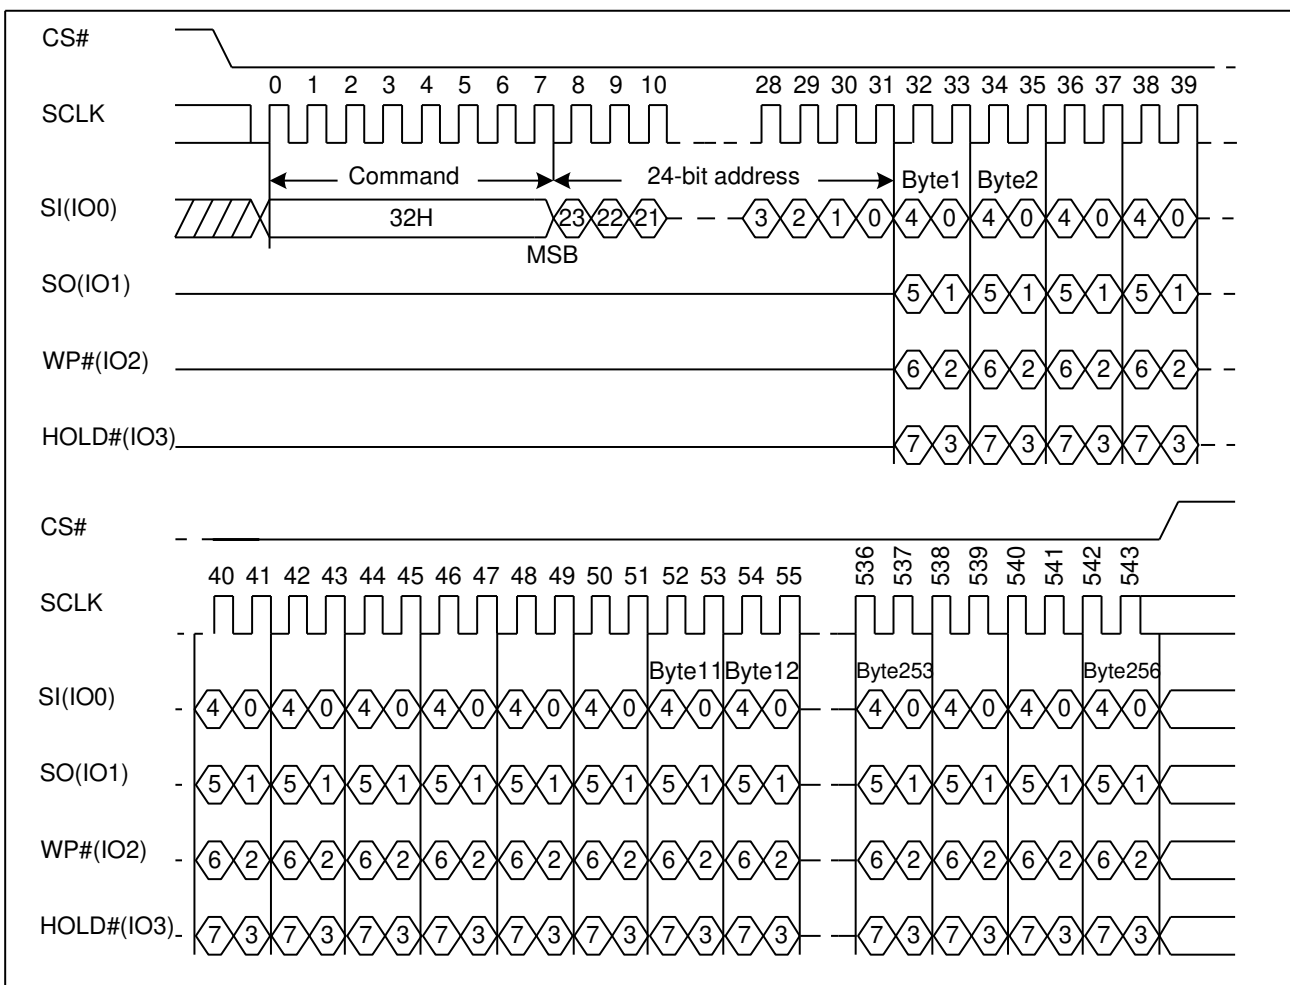 CS#
0 1 2 3 4 5 6 7 8 9 10 28 29 30 31 32 33 34 35 36 37 38 39
SCLK
Command 24-bit address Byte1 Byte2
SI(IO0) 32H 23 22 21 3 2 1 0 4 0 4 0 4 0 4 0
MSB
SO(IO1) 5 1 5 1 5 1 5 1
WP#(IO2) 6 2 6 2 6 2 6 2
HOLD#(IO3) 7 3 7 3 7 3 7 3
CS#
40 41 42 43 44 45 46 47 48 49 50 51 52 53 54 55 536 537 538 539 540 541 542 543
SCLK
Byte11 Byte12 Byte253 Byte256
SI(IO0) 4 0 4 0 4 0 4 0 4 0 4 0 4 0 4 0 4 0 4 0 4 0 4 0
SO(IO1) 5 1 5 1 5 1 5 1 5 1 5 1 5 1 5 1 5 1 5 1 5 1 5 1
WP#(IO2) 6 2 6 2 6 2 6 2 6 2 6 2 6 2 6 2 6 2 6 2 6 2 6 2
HOLD#(IO3) 7 3 7 3 7 3 7 3 7 3 7 3 7 3 7 3 7 3 7 3 7 3 7 3